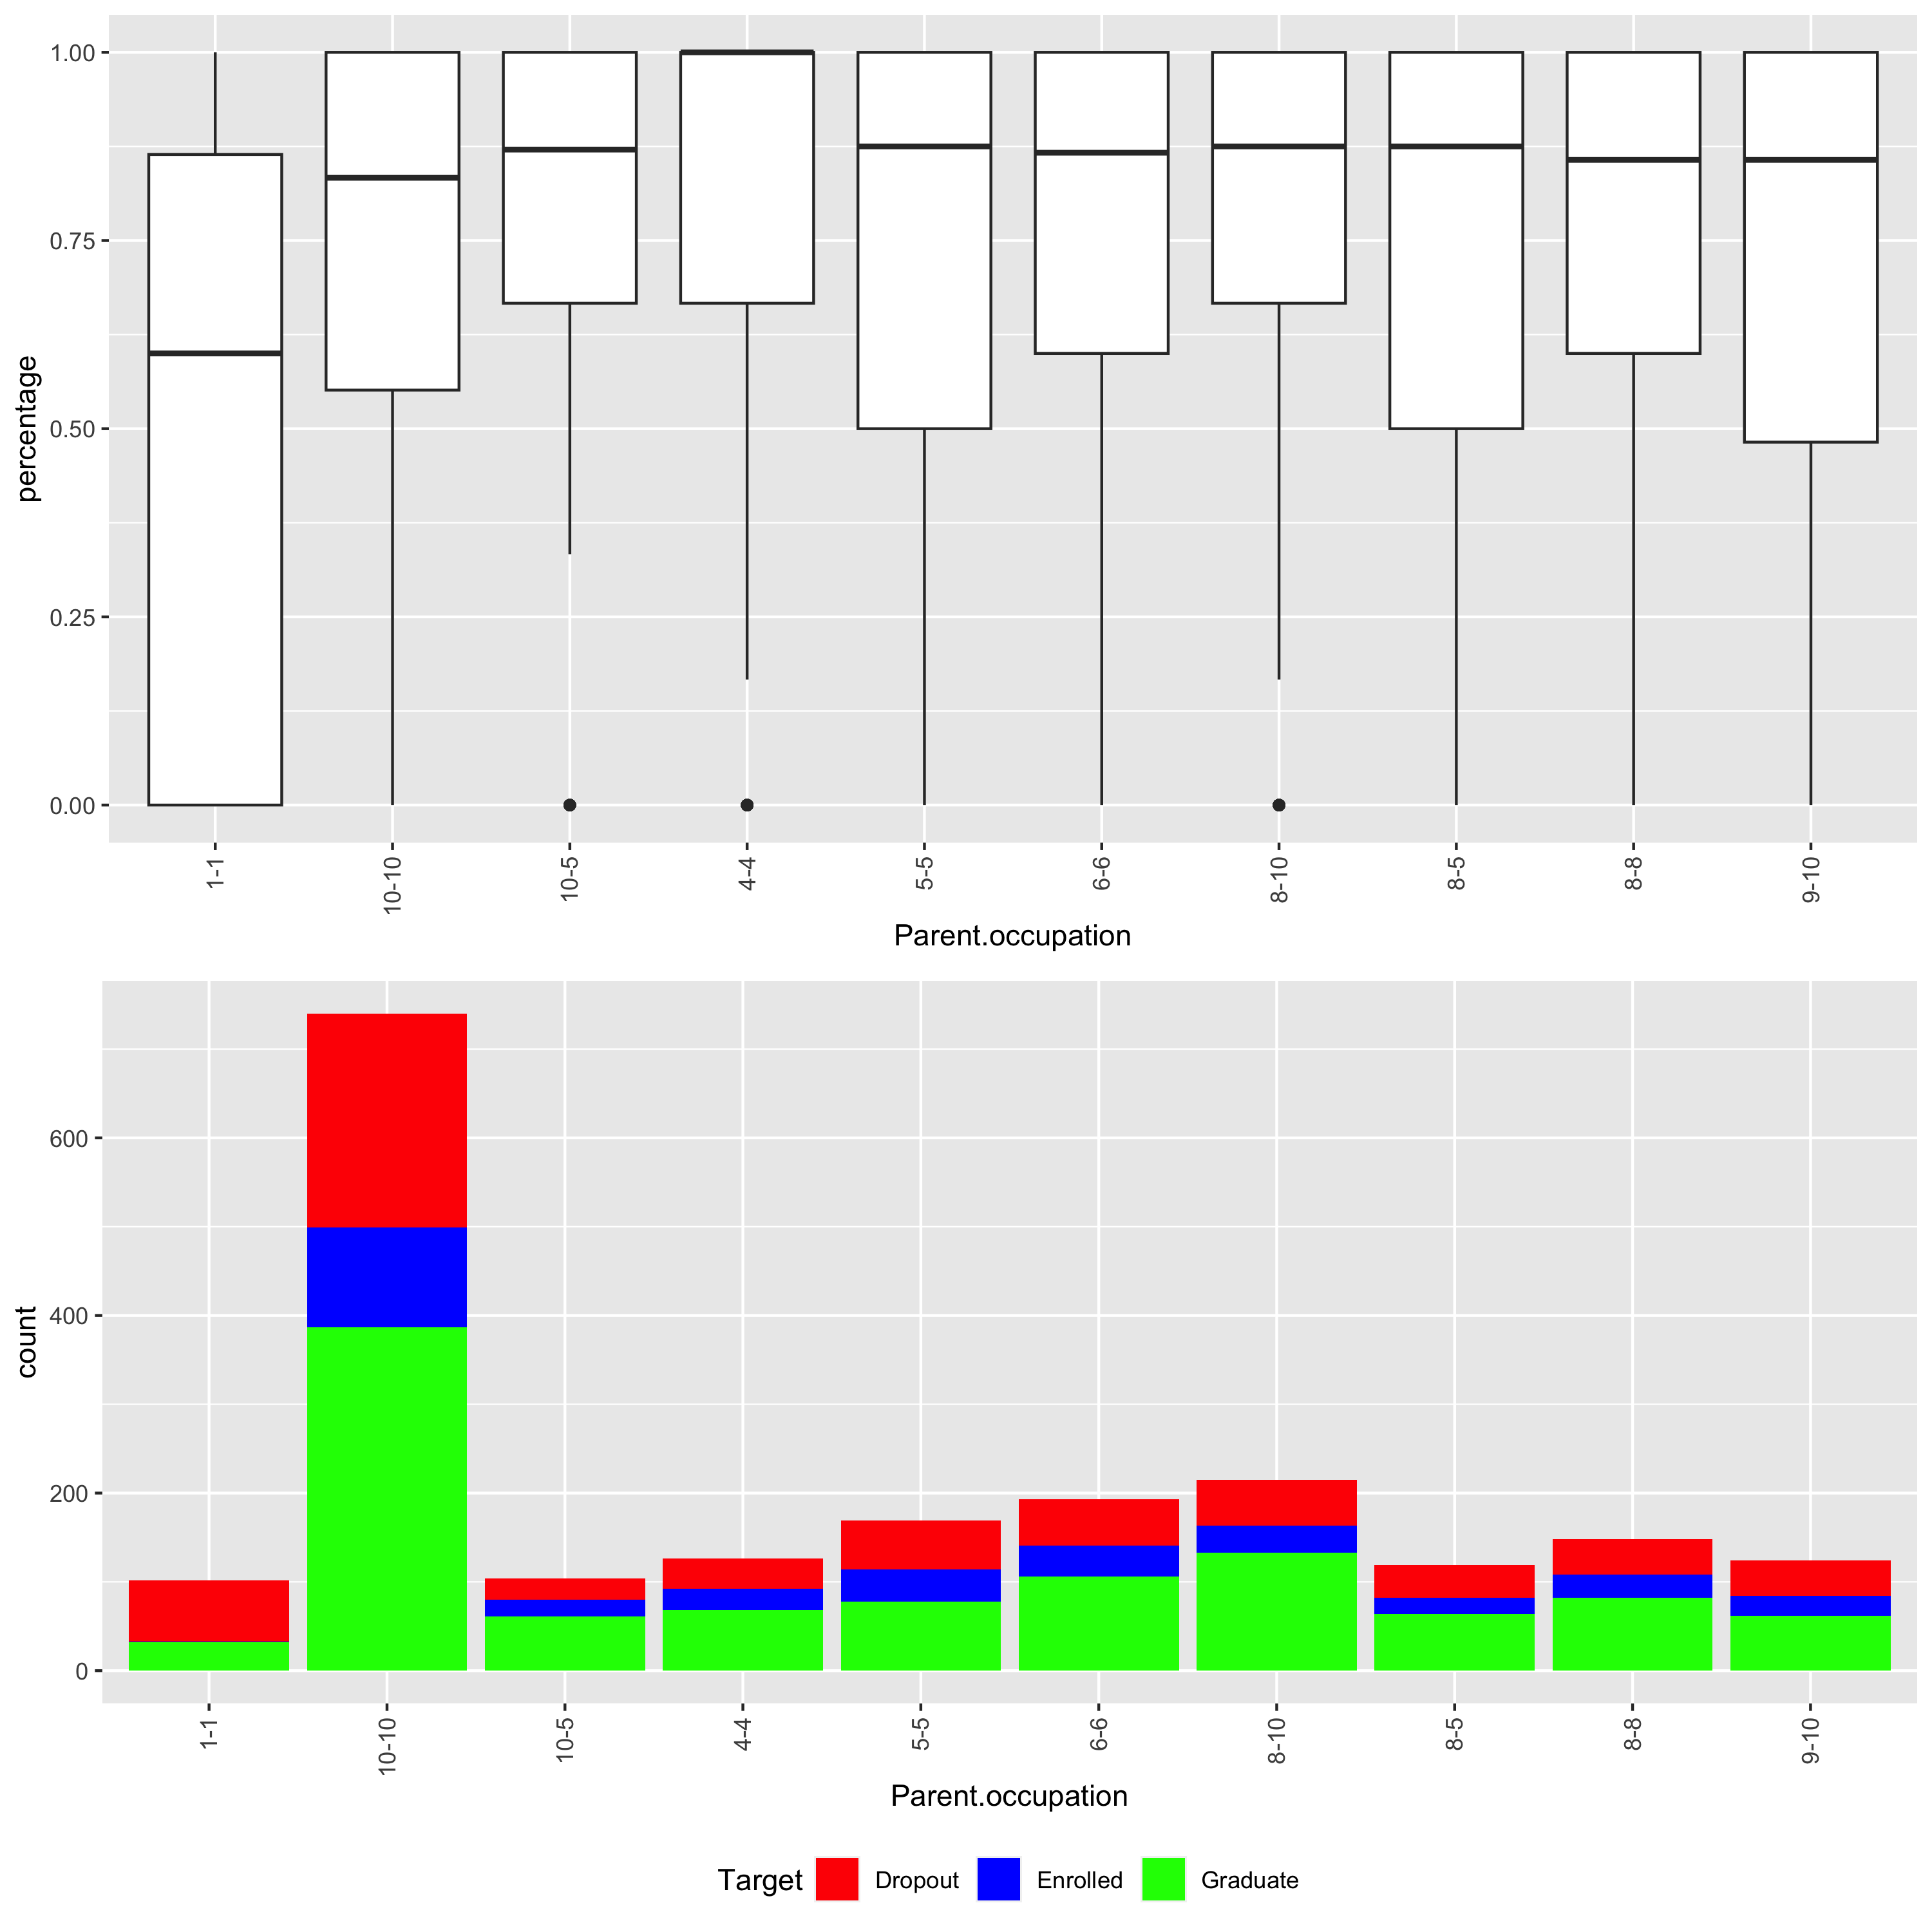 percentage
1.00
0.75
0.50
0.25
0.00
1-1 10-10 10-5 4-4 5-5 6-6 8-10 8-5 8-8 9-10
Parent.occupation
count
600
400
200
0
1-1 10-10 10-5 4-4 5-5 6-6 8-10 8-5 8-8 9-10
Parent.occupation
Target Dropout Enrolled Graduate